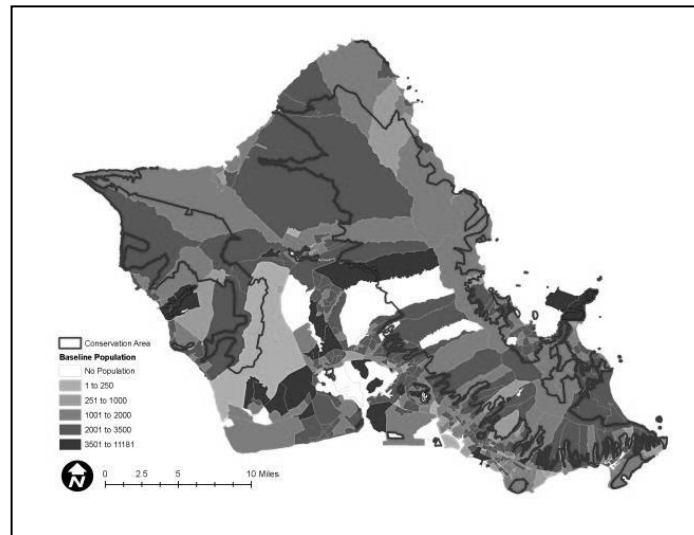 Conservation Area
Baseline Population
No Population
1 to 250
251 to 1000
1001 to 2000
2001 to 3500
3501 to 11181
N
0 2.5 5 10 Miles